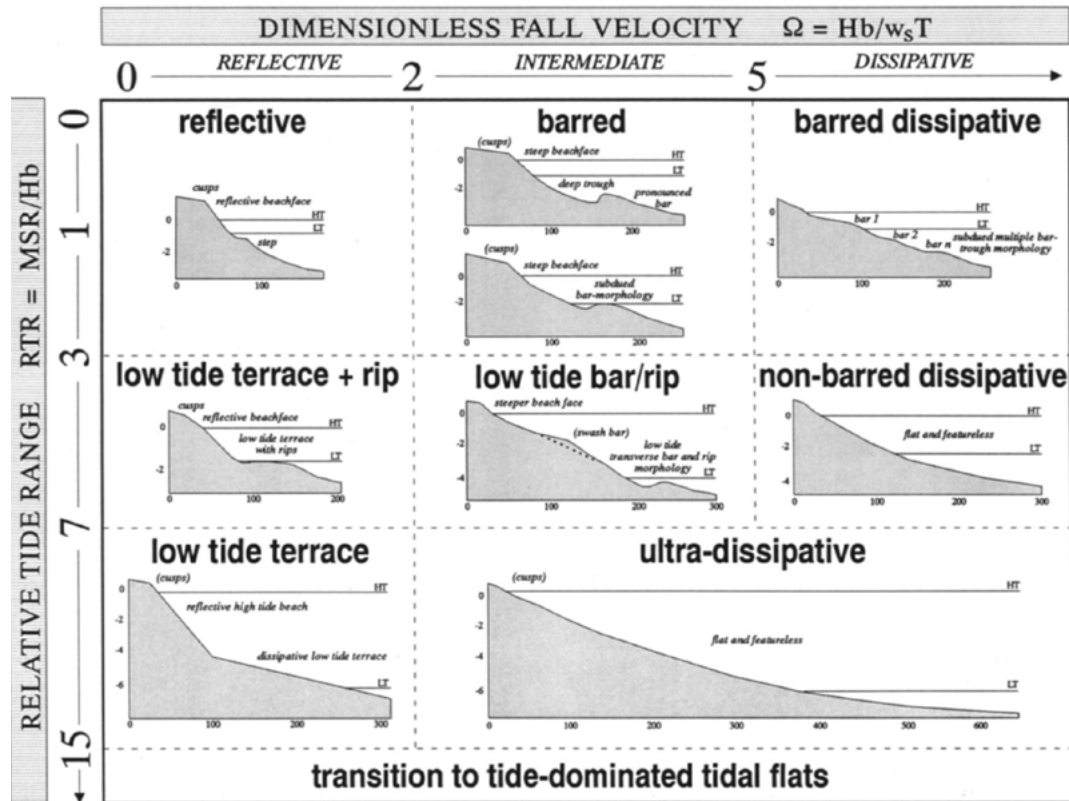 DIMENSIONLESS FALL VELOCITY Ω = Hb/wsT
REFLECTIVE INTERMEDIATE DISSIPATIVE
0 2 5
RELATIVE TIDE RANGE RTR = MSR/Hb
0
1
3
7
15
reflective
cusps
reflective beachface
HT
LT
step
0
-2
0 100
barred
(cusps)
steep beachface
HT
LT
deep trough
pronounced
bar
0
-2
0 100 200
(cusps)
steep beachface
HT
subdued
bar-morphology
LT
0
-2
0 100 200
barred dissipative
HT
bar 1
LT
bar 2
bar n
subdued multiple bar-
trough morphology
0
-2
0 100 200
low tide terrace + rip
cusps
reflective beachface
HT
low tide terrace
with rips
LT
0
-2
0 100 200
low tide bar/rip
steeper beach face
HT
(swash bar)
low tide
transverse bar and rip
morphology
LT
0
-2
-4
0 100 200 300
non-barred dissipative
HT
flat and featureless
LT
0
-2
-4
0 100 200 300
low tide terrace
(cusps)
HT
reflective high tide beach
dissipative low tide terrace
LT
0
-2
-4
-6
0 100 200 300
ultra-dissipative
(cusps)
HT
flat and featureless
LT
0
-2
-4
-6
0 100 200 300 400 500 600
transition to tide-dominated tidal flats